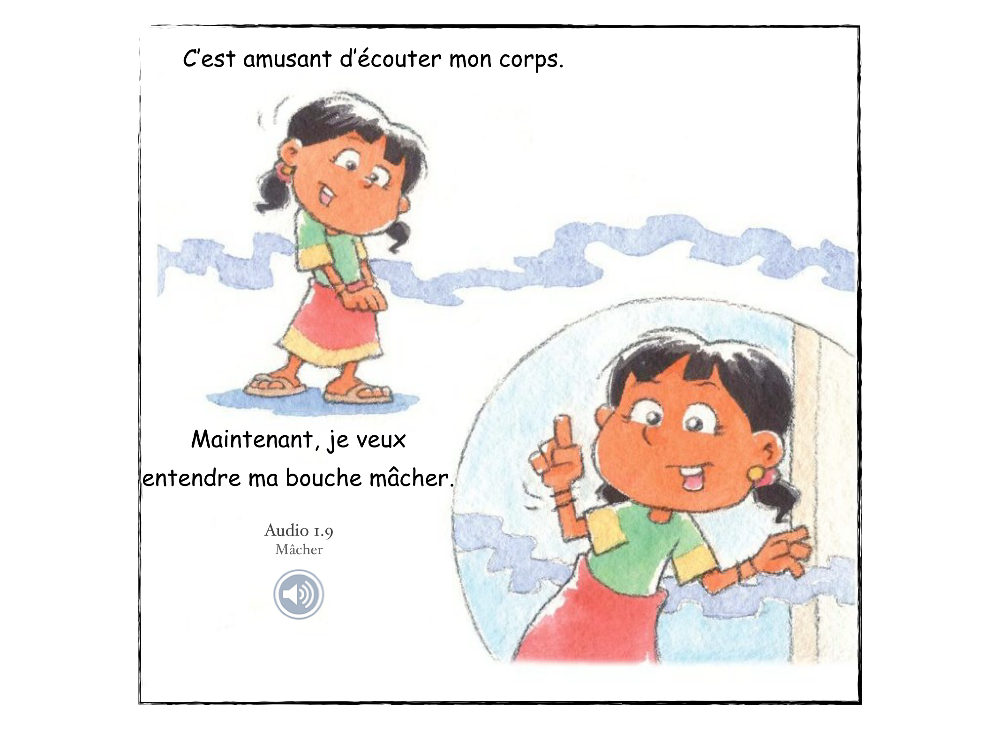 C'est amusant d'écouter mon corps.
Maintenant, je veux
entendre ma bouche mâcher.
Audio 1.9
Mâcher